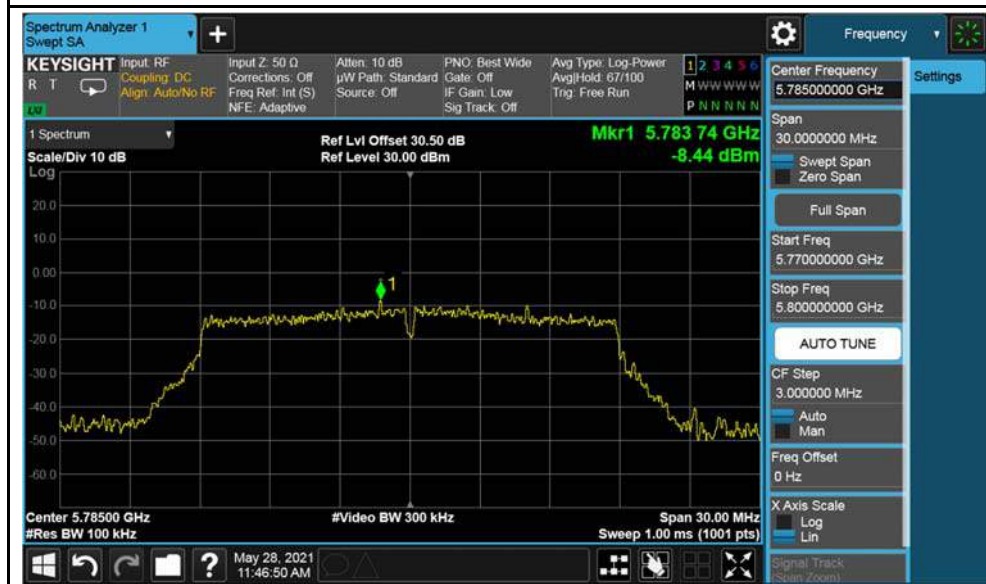 Spectrum Analyzer 1
Swept SA
+
Frequency
KEYSIGHT
R T
LXI
Input: RF
Coupling: DC
Align: Auto/No RF
Input Z: 50 Ω
Corrections: Off
Freq Ref: Int (S)
NFE: Adaptive
Atten: 10 dB
µW Path: Standard
Source: Off
PNO: Best Wide
Gate: Off
IF Gain: Low
Sig Track: Off
Avg Type: Log-Power
Avg|Hold: 67/100
Trig: Free Run
1 2 3 4 5 6
M W W W W W
P N N N N N
1 Spectrum
Scale/Div 10 dB
Log
Ref Lvl Offset 30.50 dB
Ref Level 30.00 dBm
Mkr1 5.783 74 GHz
-8.44 dBm
20.0
10.0
0.00
-10.0
-20.0
-30.0
-40.0
-50.0
-60.0
1
Center 5.78500 GHz
#Res BW 100 kHz
#Video BW 300 kHz
Span 30.00 MHz
Sweep 1.00 ms (1001 pts)
Center Frequency
5.785000000 GHz
Settings
Span
30.0000000 MHz
Swept Span
Zero Span
Full Span
Start Freq
5.770000000 GHz
Stop Freq
5.800000000 GHz
AUTO TUNE
CF Step
3.000000 MHz
Auto
Man
Freq Offset
0 Hz
X Axis Scale
Log
Lin
Signal Track
(Span Zoom)
?
May 28, 2021
11:46:50 AM